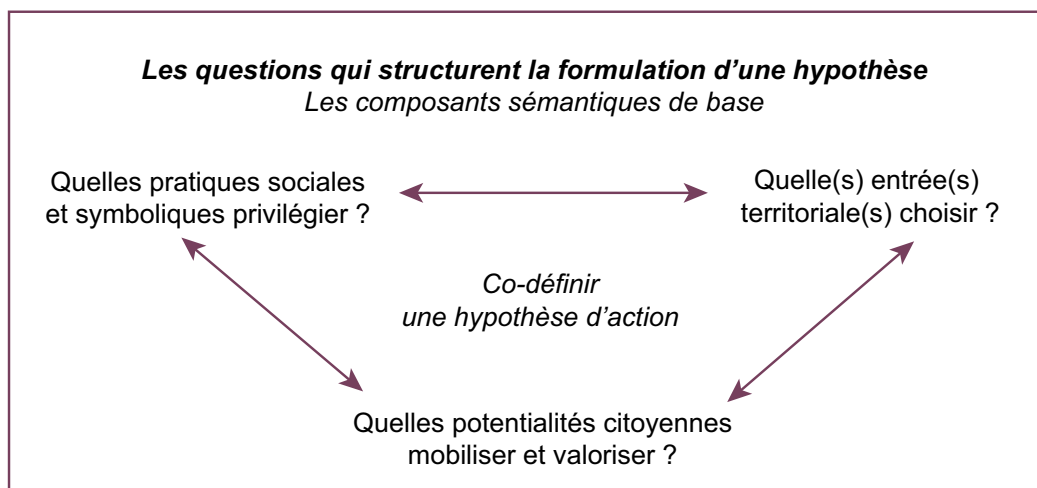 Les questions qui structurent la formulation d’une hypothèse
Les composants sémantiques de base
Quelles pratiques sociales
et symboliques privilégier ?
Quelle(s) entrée(s)
territoriale(s) choisir ?
Co-définir
une hypothèse d’action
Quelles potentialités citoyennes
mobiliser et valoriser ?